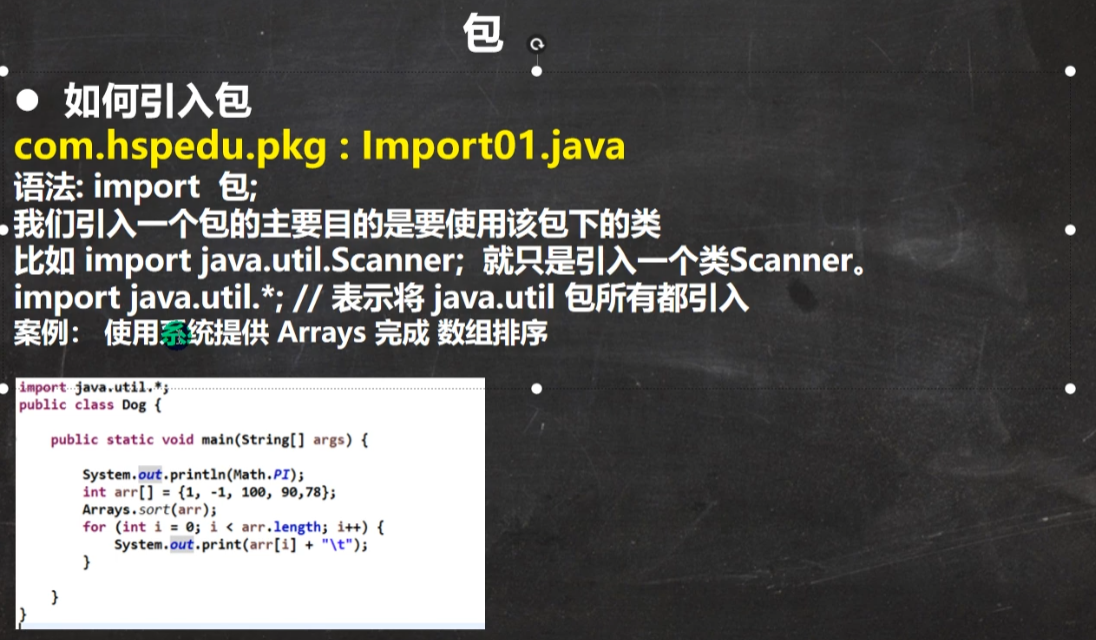 包
● 如何引入包
com.hspedu.pkg : Import01.java
语法: import 包;
我们引入一个包的主要目的是要使用该包下的类
比如 import java.util.Scanner; 就只是引入一个类Scanner。
import java.util.*; // 表示将 java.util 包所有都引入
案例： 使用系统提供 Arrays 完成 数组排序
import java.util.*;
public class Dog {
public static void main(String[] args) {
System.out.println(Math.PI);
int arr[] = {1, -1, 100, 90,78};
Arrays.sort(arr);
for (int i = 0; i < arr.length; i++) {
System.out.print(arr[i] + "\t");
}
}
}